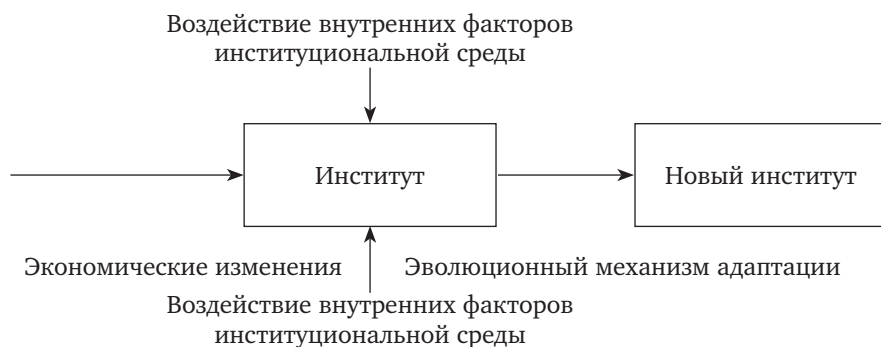 Воздействие внутренних факторов
институциональной среды
Институт
Новый институт
Экономические изменения
Эволюционный механизм адаптации
Воздействие внутренних факторов
институциональной среды